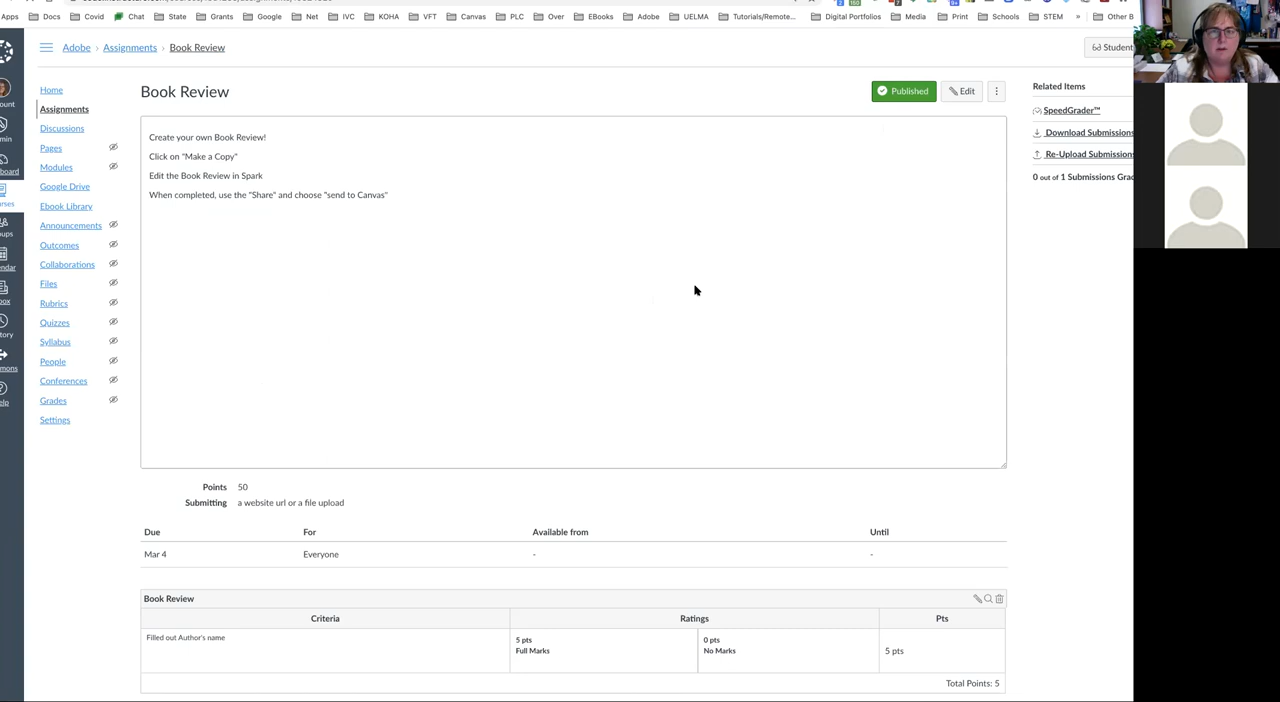 Apps Docs Covid Chat State Grants Google Net IVC KOHA VFT Canvas PLC Over EBooks Adobe UELMA Tutorials/Remote... Digital Portfolios Media Print Schools STEM » Other B
Adobe › Assignments › Book Review
Student
Home
Assignments
Discussions
Pages
Modules
Google Drive
Ebook Library
Announcements
Outcomes
Collaborations
Files
Rubrics
Quizzes
Syllabus
People
Conferences
Grades
Settings
Book Review
Published
Edit
Create your own Book Review!
Click on "Make a Copy"
Edit the Book Review in Spark
When completed, use the "Share" and choose "send to Canvas"
Points 50
Submitting a website url or a file upload
Due For Available from Until
Mar 4 Everyone - -
Book Review
Criteria Ratings Pts
Filled out Author's name
5 pts
Full Marks
0 pts
No Marks
5 pts
Total Points: 5
Related Items
SpeedGrader™
Download Submissions
Re-Upload Submissions
0 out of 1 Submissions Grad